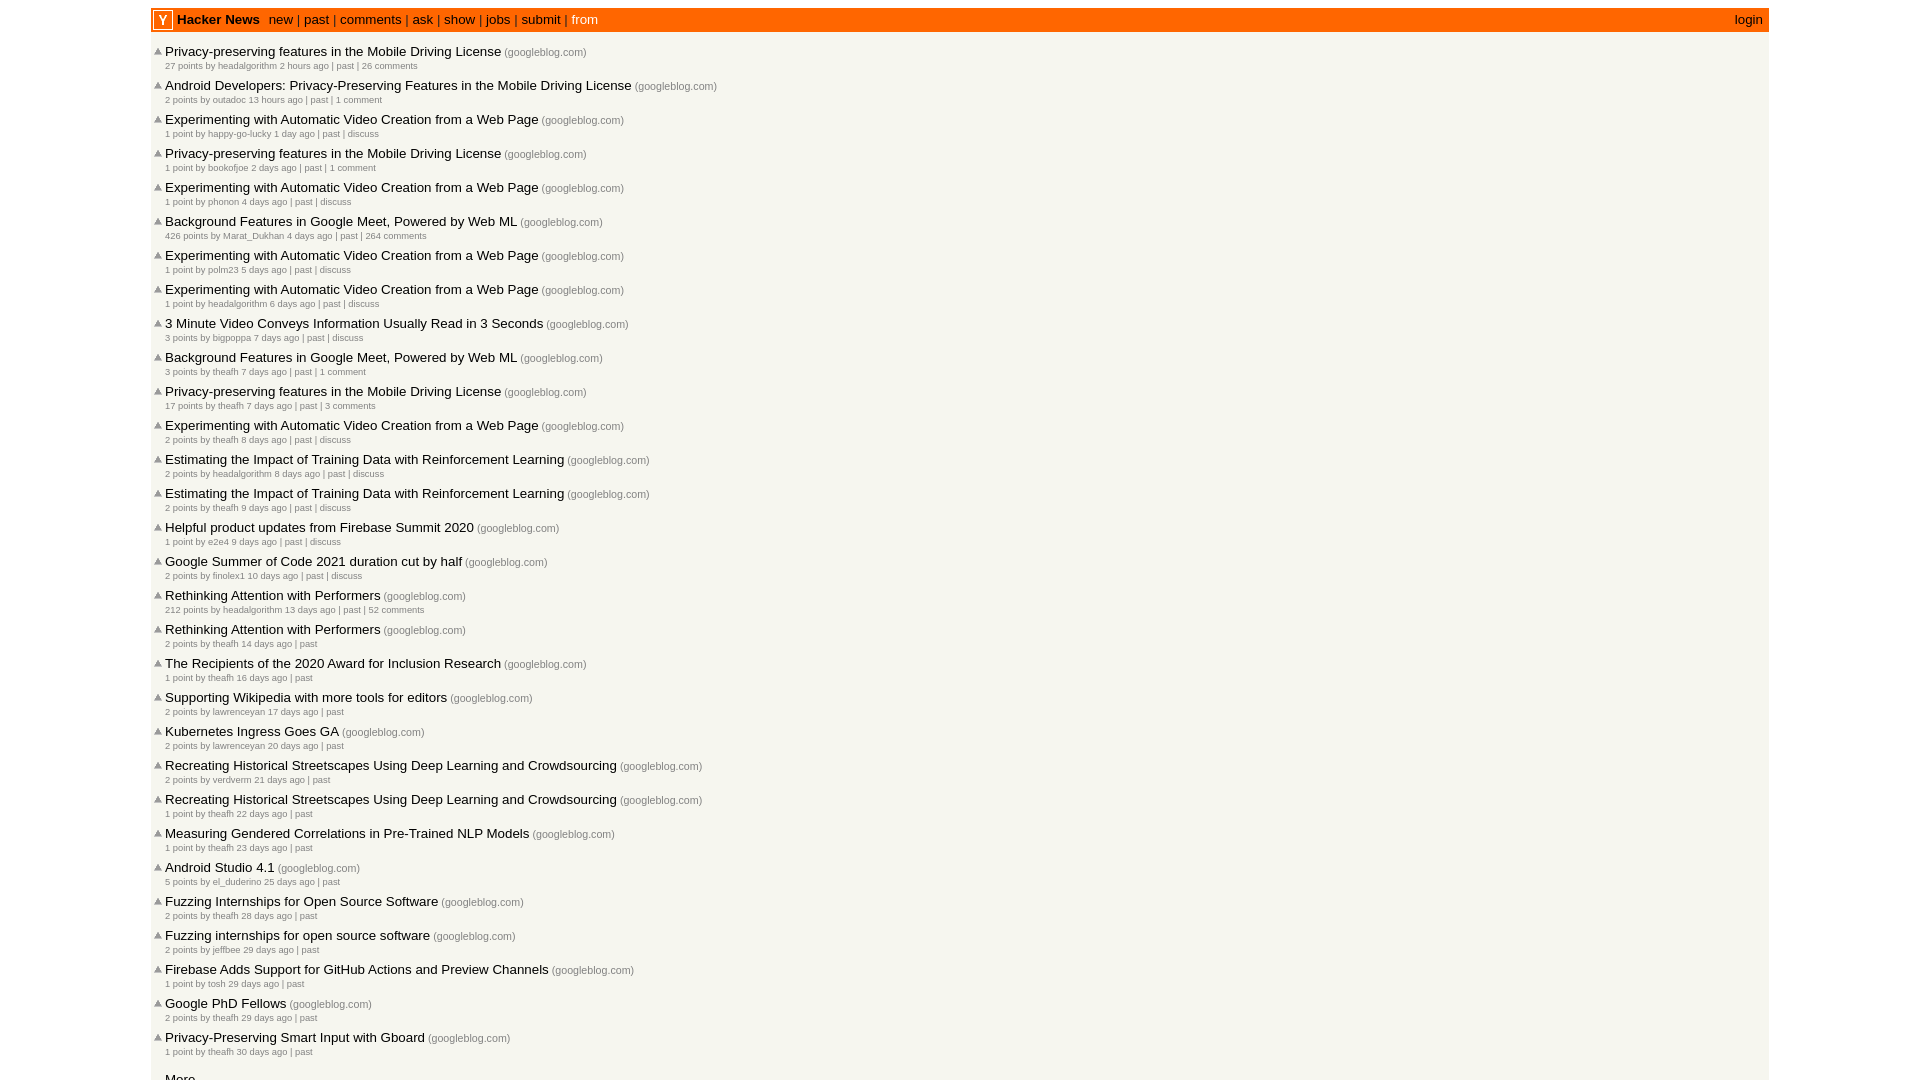 Y Hacker News new | past | comments | ask | show | jobs | submit | from login
Privacy-preserving features in the Mobile Driving License (googleblog.com)
27 points by headalgorithm 2 hours ago | past | 26 comments
Android Developers: Privacy-Preserving Features in the Mobile Driving License (googleblog.com)
2 points by outadoc 13 hours ago | past | 1 comment
Experimenting with Automatic Video Creation from a Web Page (googleblog.com)
1 point by happy-go-lucky 1 day ago | past | discuss
Privacy-preserving features in the Mobile Driving License (googleblog.com)
1 point by bookofjoe 2 days ago | past | 1 comment
Experimenting with Automatic Video Creation from a Web Page (googleblog.com)
1 point by phonon 4 days ago | past | discuss
Background Features in Google Meet, Powered by Web ML (googleblog.com)
426 points by Marat_Dukhan 4 days ago | past | 264 comments
Experimenting with Automatic Video Creation from a Web Page (googleblog.com)
1 point by polm23 5 days ago | past | discuss
Experimenting with Automatic Video Creation from a Web Page (googleblog.com)
1 point by headalgorithm 6 days ago | past | discuss
3 Minute Video Conveys Information Usually Read in 3 Seconds (googleblog.com)
3 points by bigpoppa 7 days ago | past | discuss
Background Features in Google Meet, Powered by Web ML (googleblog.com)
3 points by theafh 7 days ago | past | 1 comment
Privacy-preserving features in the Mobile Driving License (googleblog.com)
17 points by theafh 7 days ago | past | 3 comments
Experimenting with Automatic Video Creation from a Web Page (googleblog.com)
2 points by theafh 8 days ago | past | discuss
Estimating the Impact of Training Data with Reinforcement Learning (googleblog.com)
2 points by headalgorithm 8 days ago | past | discuss
Estimating the Impact of Training Data with Reinforcement Learning (googleblog.com)
2 points by theafh 9 days ago | past | discuss
Helpful product updates from Firebase Summit 2020 (googleblog.com)
1 point by e2e4 9 days ago | past | discuss
Google Summer of Code 2021 duration cut by half (googleblog.com)
2 points by finolex1 10 days ago | past | discuss
Rethinking Attention with Performers (googleblog.com)
212 points by headalgorithm 13 days ago | past | 52 comments
Rethinking Attention with Performers (googleblog.com)
2 points by theafh 14 days ago | past
The Recipients of the 2020 Award for Inclusion Research (googleblog.com)
1 point by theafh 16 days ago | past
Supporting Wikipedia with more tools for editors (googleblog.com)
2 points by lawrenceyan 17 days ago | past
Kubernetes Ingress Goes GA (googleblog.com)
2 points by lawrenceyan 20 days ago | past
Recreating Historical Streetscapes Using Deep Learning and Crowdsourcing (googleblog.com)
2 points by verdverm 21 days ago | past
Recreating Historical Streetscapes Using Deep Learning and Crowdsourcing (googleblog.com)
1 point by theafh 22 days ago | past
Measuring Gendered Correlations in Pre-Trained NLP Models (googleblog.com)
1 point by theafh 23 days ago | past
Android Studio 4.1 (googleblog.com)
5 points by el_duderino 25 days ago | past
Fuzzing Internships for Open Source Software (googleblog.com)
2 points by theafh 28 days ago | past
Fuzzing internships for open source software (googleblog.com)
2 points by jeffbee 29 days ago | past
Firebase Adds Support for GitHub Actions and Preview Channels (googleblog.com)
1 point by tosh 29 days ago | past
Google PhD Fellows (googleblog.com)
2 points by theafh 29 days ago | past
Privacy-Preserving Smart Input with Gboard (googleblog.com)
1 point by theafh 30 days ago | past
More